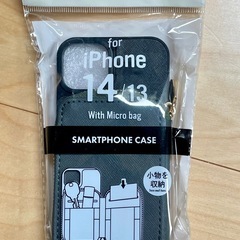 for
iPhone
14/13
With Micro bag
SMARTPHONE CASE
小物を
収納